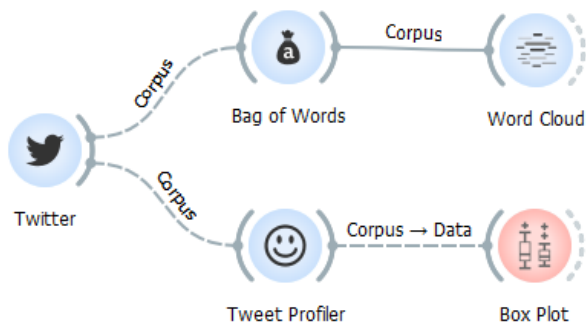 Corpus
Bag of Words
Corpus
a
Word Cloud
Twitter
Corpus
Tweet Profiler
Corpus → Data
Box Plot